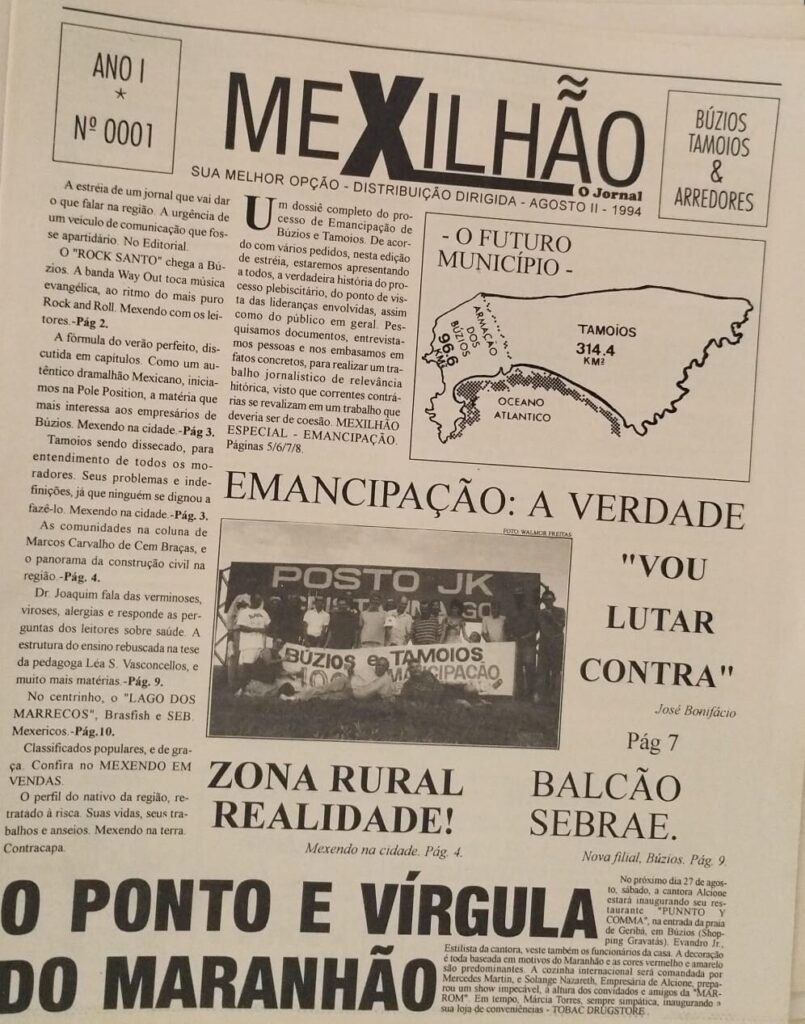 ANO I
*
Nº 0001
MEXILHÃO
O Jornal
SUA MELHOR OPÇÃO - DISTRIBUIÇÃO DIRIGIDA - AGOSTO II - 1994
BÚZIOS
TAMOIOS
&
ARREDORES
A estréia de um jornal que vai dar
o que falar na região. A urgência de
um veículo de comunicação que fos-
se apartidário. No Editorial.
O "ROCK SANTO" chega a Bú-
zios. A banda Way Out toca música
evangélica, ao ritmo do mais puro
Rock and Roll. Mexendo com os lei-
tores.-Pág 2.
A fórmula do verão perfeito, dis-
cutida em capítulos. Como um au-
têntico dramalhão Mexicano, inicia-
mos na Pole Position, a matéria que
mais interessa aos empresários de
Búzios. Mexendo na cidade.-Pág 3.
Tamoios sendo dissecado, para
entendimento de todos os mo-
radores. Seus problemas e inde-
finições, já que ninguém se dignou a
fazê-lo. Mexendo na cidade.-Pág. 3.
As comunidades na coluna de
Marcos Carvalho de Cem Braças, e
o panorama da construção civil na
região.-Pág. 4.
Dr. Joaquim fala das verminoses,
viroses, alergias e responde as per-
guntas dos leitores sobre saúde. A
estrutura do ensino rebuscada na tese
da pedagoga Léa S. Vasconcellos, e
muito mais matérias.-Pág. 9.
No centrinho, o "LAGO DOS
MARRECOS", Brasfish e SEB.
Mexericos.-Pág.10.
Classificados populares, e de gra-
ça. Confira no MEXENDO EM
VENDAS.
O perfil do nativo da região, re-
tratado à risca. Suas vidas, seus tra-
balhos e anseios. Mexendo na terra.
Contracapa.
Um dossiê completo do pro-
cesso de Emancipação de
Búzios e Tamoios. De acor-
do com vários pedidos, nesta edição
de estréia, estaremos apresentando
a todos, a verdadeira história do pro-
cesso plebiscitário, do ponto de vis-
ta das lideranças envolvidas, assim
como do público em geral. Pes-
quisamos documentos, entrevista-
mos pessoas e nos embasamos em
fatos concretos, para realizar um tra-
balho jornalístico de relevância
hitórica, visto que correntes contrá-
rias se revalizam em um trabalho que
deveria ser de coesão. MEXILHÃO
ESPECIAL - EMANCIPAÇÃO.
Páginas 5/6/7/8.
- O FUTURO
MUNICÍPIO -
ARMAÇÃO
DOS
BÚZIOS
96.6
KM²
TAMOIOS
314.4
KM²
OCEANO
ATLANTICO
EMANCIPAÇÃO: A VERDADE
FOTO: WALMOR FREITAS
POSTO JK
BÚZIOS e TAMOIOS
"VOU
LUTAR
CONTRA"
José Bonifácio
Pág 7
ZONA RURAL
REALIDADE!
Mexendo na cidade. Pág. 4.
BALCÃO
SEBRAE.
Nova filial, Búzios. Pág. 9.
O PONTO E VÍRGULA
DO MARANHÃO
No próximo dia 27 de agos-
to, sábado, a cantora Alcione
estará inaugurando seu res-
taurante "PUNNTO Y
COMMA", na entrada da praia
de Geribá, em Búzios (Shop-
ping Gravatás). Evandro Jr.,
Estilista da cantora, veste também os funcionários da casa. A decoração
é toda baseada em motivos do Maranhão e as cores vermelho e amarelo
são predominantes. A cozinha internacional será comandada por
Mercedes Martin, e Solange Nazareth, Empresária de Alcione, prepa-
rou um show impecável, à altura dos convidados e amigos da "MAR-
ROM". Em tempo, Márcia Torres, sempre simpática, inaugurando a
sua loja de conveniências - TOBAC DRUGSTORE.